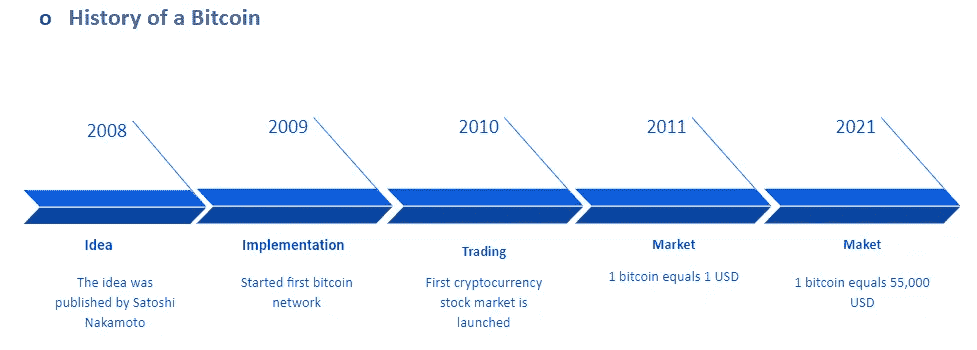 o History of a Bitcoin
2008
2009
2010
2011
2021
Idea
The idea was
published by Satoshi
Nakamoto
Implementation
Started first bitcoin
network
Trading
First cryptocurrency
stock market is
launched
Market
1 bitcoin equals 1 USD
Maket
1 bitcoin equals 55,000
USD